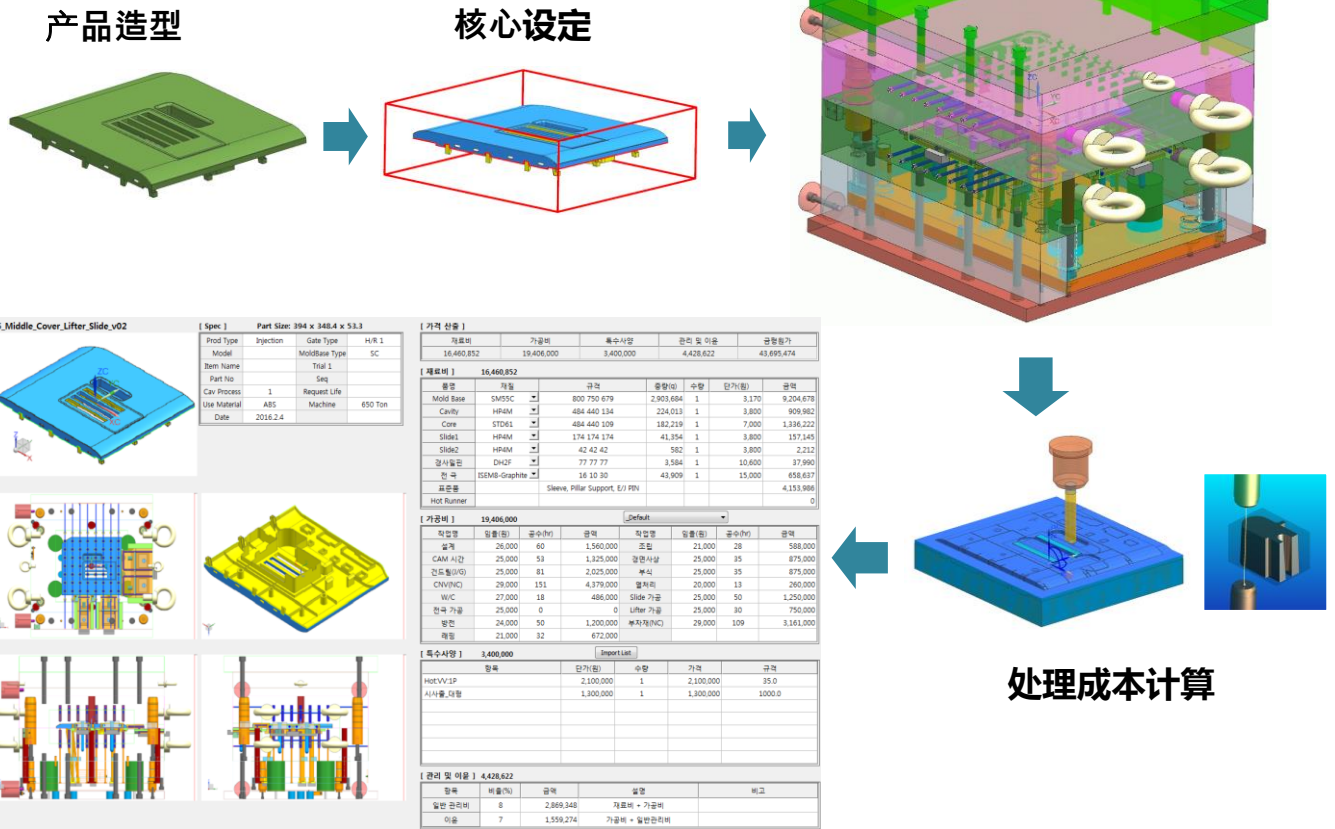 产品造型
核心设定
处理成本计算
_Middle_Cover_Lifter_Slide_v02
[ Spec ] Part Size: 394 x 348.4 x 53.3
Prod Type Injection Gate Type H/R 1
Model MoldBase Type SC
Item Name Trial 1
Part No Seq
Cav Process 1 Request Life
Use Material ABS Machine 650 Ton
Date 2016.2.4
[ 가격 산출 ]
재료비 가공비 특수사양 관리 및 이윤 금형원가
16,460,852 19,406,000 3,400,000 4,428,622 43,695,474
[ 재료비 ] 16,460,852
품명 재질 규격 중량(g) 수량 단가(원) 금액
Mold Base SM55C 800 750 679 2,903,684 1 3,170 9,204,678
Cavity HP4M 484 440 134 224,013 1 3,800 909,982
Core STD61 484 440 109 182,219 1 7,000 1,336,222
Slide1 HP4M 174 174 174 41,354 1 3,800 157,145
Slide2 HP4M 42 42 42 582 1 3,800 2,212
경사밀핀 DH2F 77 77 77 3,584 1 10,600 37,990
전 극 ISEM8-Graphite 16 10 30 43,909 1 15,000 658,637
표준품 Sleeve, Pillar Support, E/J PIN 4,153,986
Hot Runner 0
[ 가공비 ] 19,406,000 _Default
작업명 임률(원) 공수(hr) 금액 작업명 임률(원) 공수(hr) 금액
설계 26,000 60 1,560,000 조립 21,000 28 588,000
CAM 시간 25,000 53 1,325,000 경면사상 25,000 35 875,000
건드릴(I/G) 25,000 81 2,025,000 부식 25,000 35 875,000
CNV(NC) 29,000 151 4,379,000 열처리 20,000 13 260,000
W/C 27,000 18 486,000 Slide 가공 25,000 50 1,250,000
전극 가공 25,000 0 0 Lifter 가공 25,000 30 750,000
방전 24,000 50 1,200,000 부자재(NC) 29,000 109 3,161,000
래핑 21,000 32 672,000
[ 특수사양 ] 3,400,000 Import List
항목 단가(원) 수량 가격 규격
Hot:VV:1P 2,100,000 1 2,100,000 35.0
시사출_대형 1,300,000 1 1,300,000 1000.0
[ 관리 및 이윤 ] 4,428,622
항목 비율(%) 금액 설명 비고
일반 관리비 8 2,869,348 재료비 + 가공비
이윤 7 1,559,274 가공비 + 일반관리비